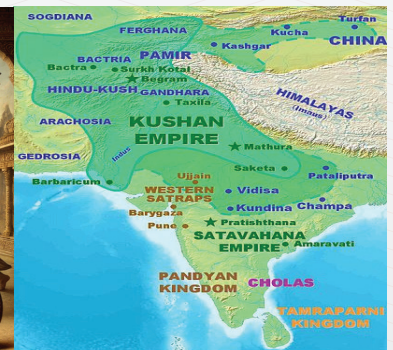 SOGDIANA
FERGHANA
Turfan
Kucha
CHINA
Kashgar
PAMIR
BACTRIA
Bactra
Surkh Kotal
Begram
HINDU-KUSH
GANDHARA
Taxila
HIMALAYAS
(Imaus)
ARACHOSIA
KUSHAN
EMPIRE
Mathura
GEDROSIA
Indus
Saketa
Pataliputra
Barbaricum
Ujjain
WESTERN
SATRAPS
Vidisa
Champa
Barygaza
Kundina
Pune
Pratishthana
SATAVAHANA
EMPIRE
Amaravati
PANDYAN
KINGDOM
CHOLAS
TAMRAPARNI
KINGDOM